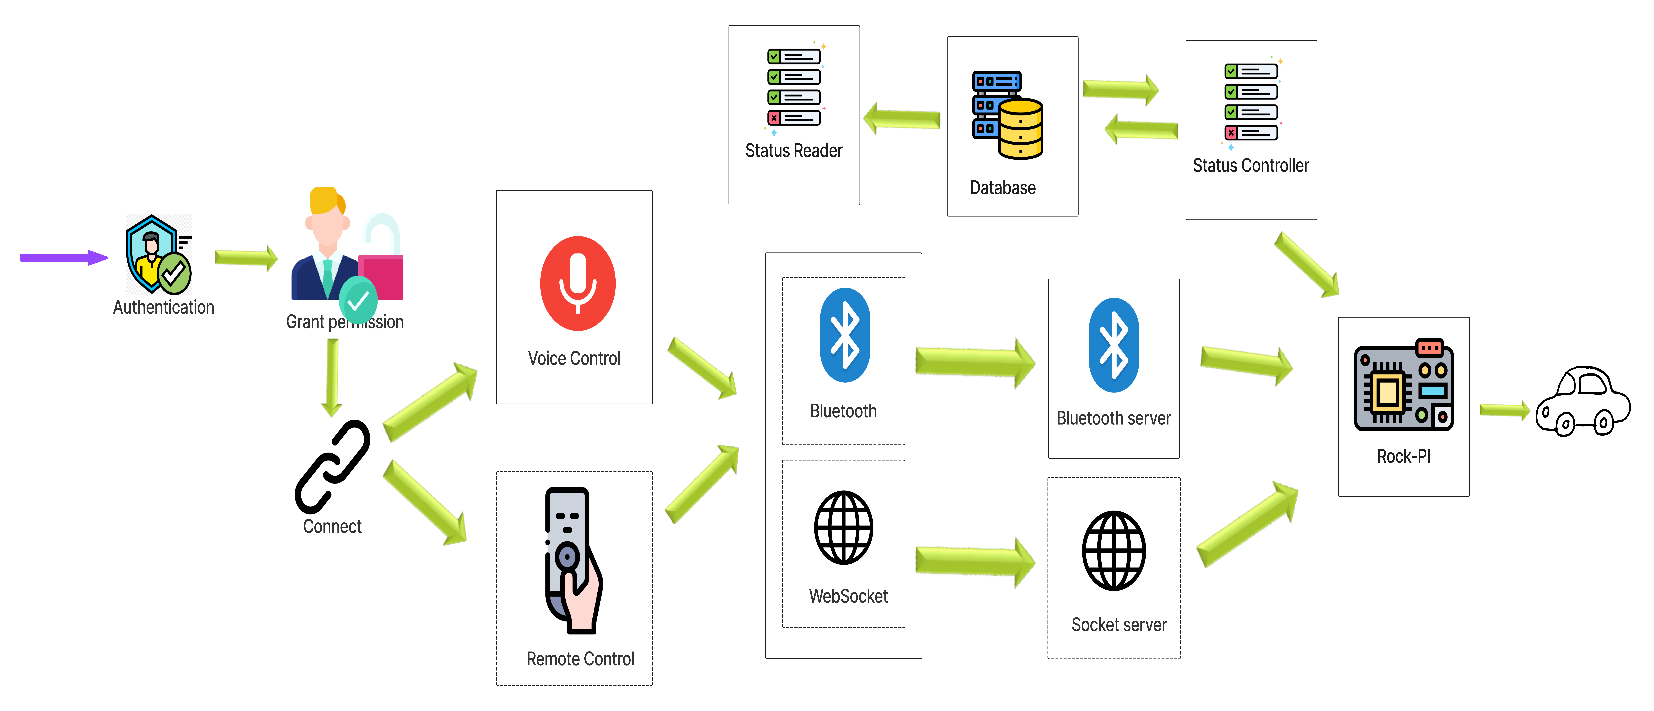 Status Reader
Database
Status Controller
Authentication
Grant permission
Voice Control
Bluetooth
Bluetooth server
Rock-PI
Connect
WebSocket
Socket server
Remote Control